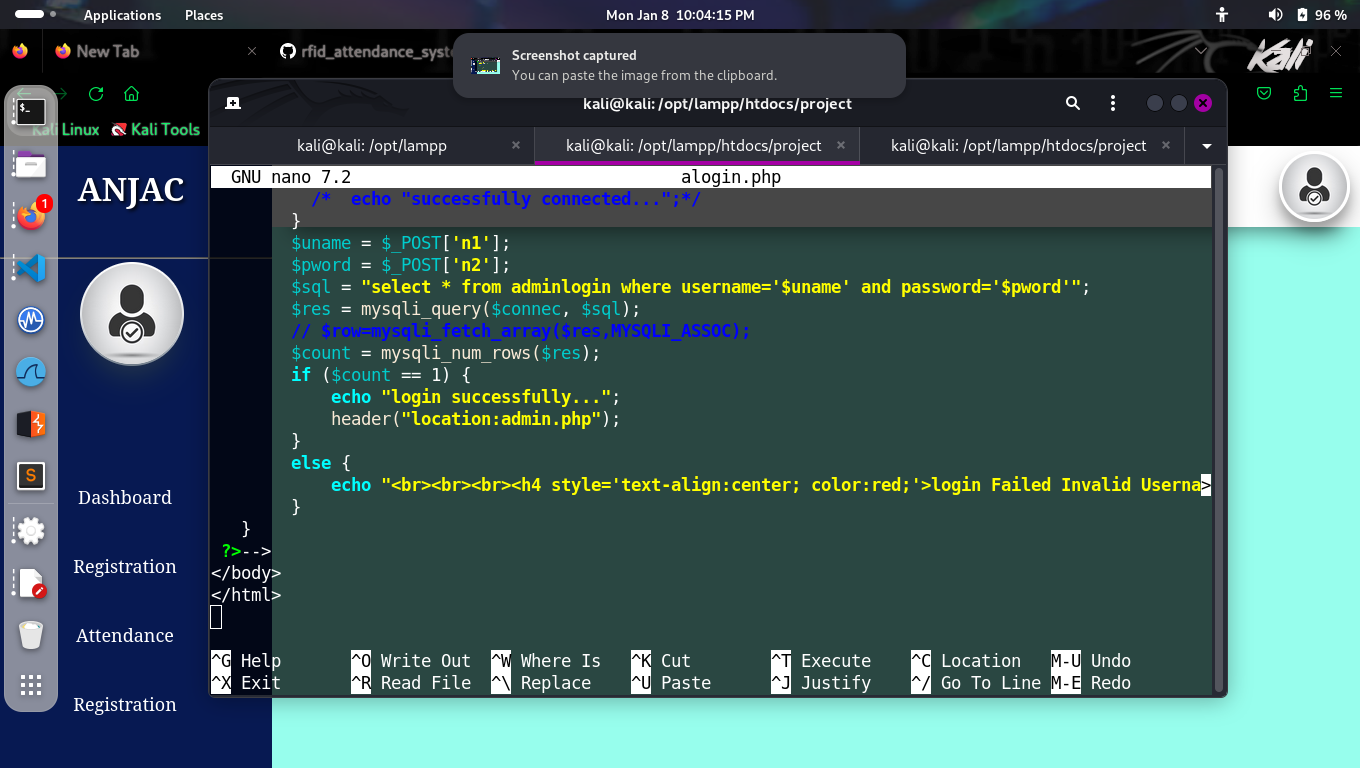 Applications Places Mon Jan 8 10:04:15 PM 96 %
New Tab rfid_attendance_syst
Screenshot captured
You can paste the image from the clipboard.
kali@kali: /opt/lampp/htdocs/project
Kali Linux Kali Tools
kali@kali: /opt/lampp kali@kali: /opt/lampp/htdocs/project kali@kali: /opt/lampp/htdocs/project
GNU nano 7.2 alogin.php
/* echo "successfully connected...";*/
}
$uname = $_POST['n1'];
$pword = $_POST['n2'];
$sql = "select * from adminlogin where username='$uname' and password='$pword'";
$res = mysqli_query($connec, $sql);
// $row=mysqli_fetch_array($res,MYSQLI_ASSOC);
$count = mysqli_num_rows($res);
if ($count == 1) {
echo "login successfully...";
header("location:admin.php");
}
else {
echo "<br><br><br><h4 style='text-align:center; color:red;'>login Failed Invalid Userna>
}
}
?>-->
</body>
</html>
^G Help ^O Write Out ^W Where Is ^K Cut ^T Execute ^C Location M-U Undo
^X Exit ^R Read File ^\ Replace ^U Paste ^J Justify ^/ Go To Line M-E Redo
ANJAC
Dashboard
Registration
Attendance
Registration
KALI
1
$_
S